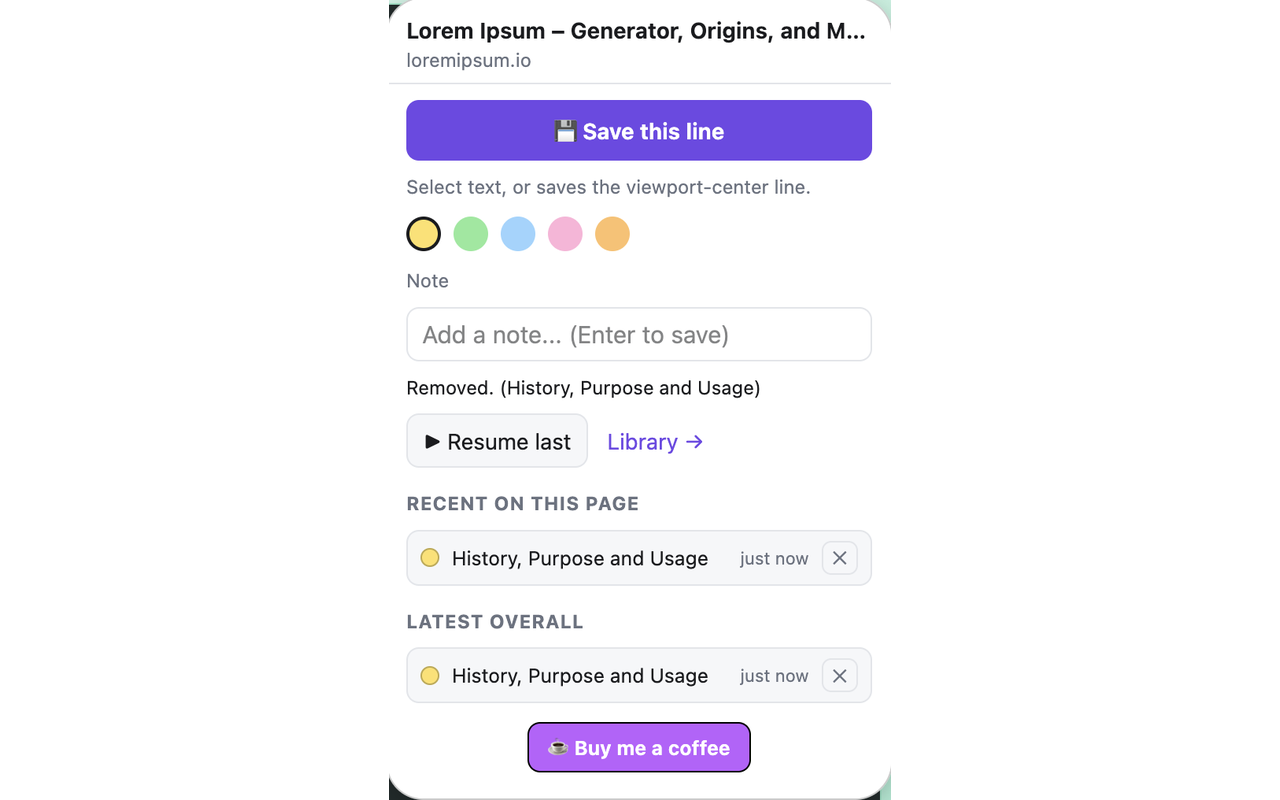 Lorem Ipsum – Generator, Origins, and M...
loremipsum.io
💾 Save this line
Select text, or saves the viewport-center line.
Note
Add a note... (Enter to save)
Removed. (History, Purpose and Usage)
▶ Resume last Library →
RECENT ON THIS PAGE
History, Purpose and Usage just now ✕
LATEST OVERALL
History, Purpose and Usage just now ✕
☕ Buy me a coffee